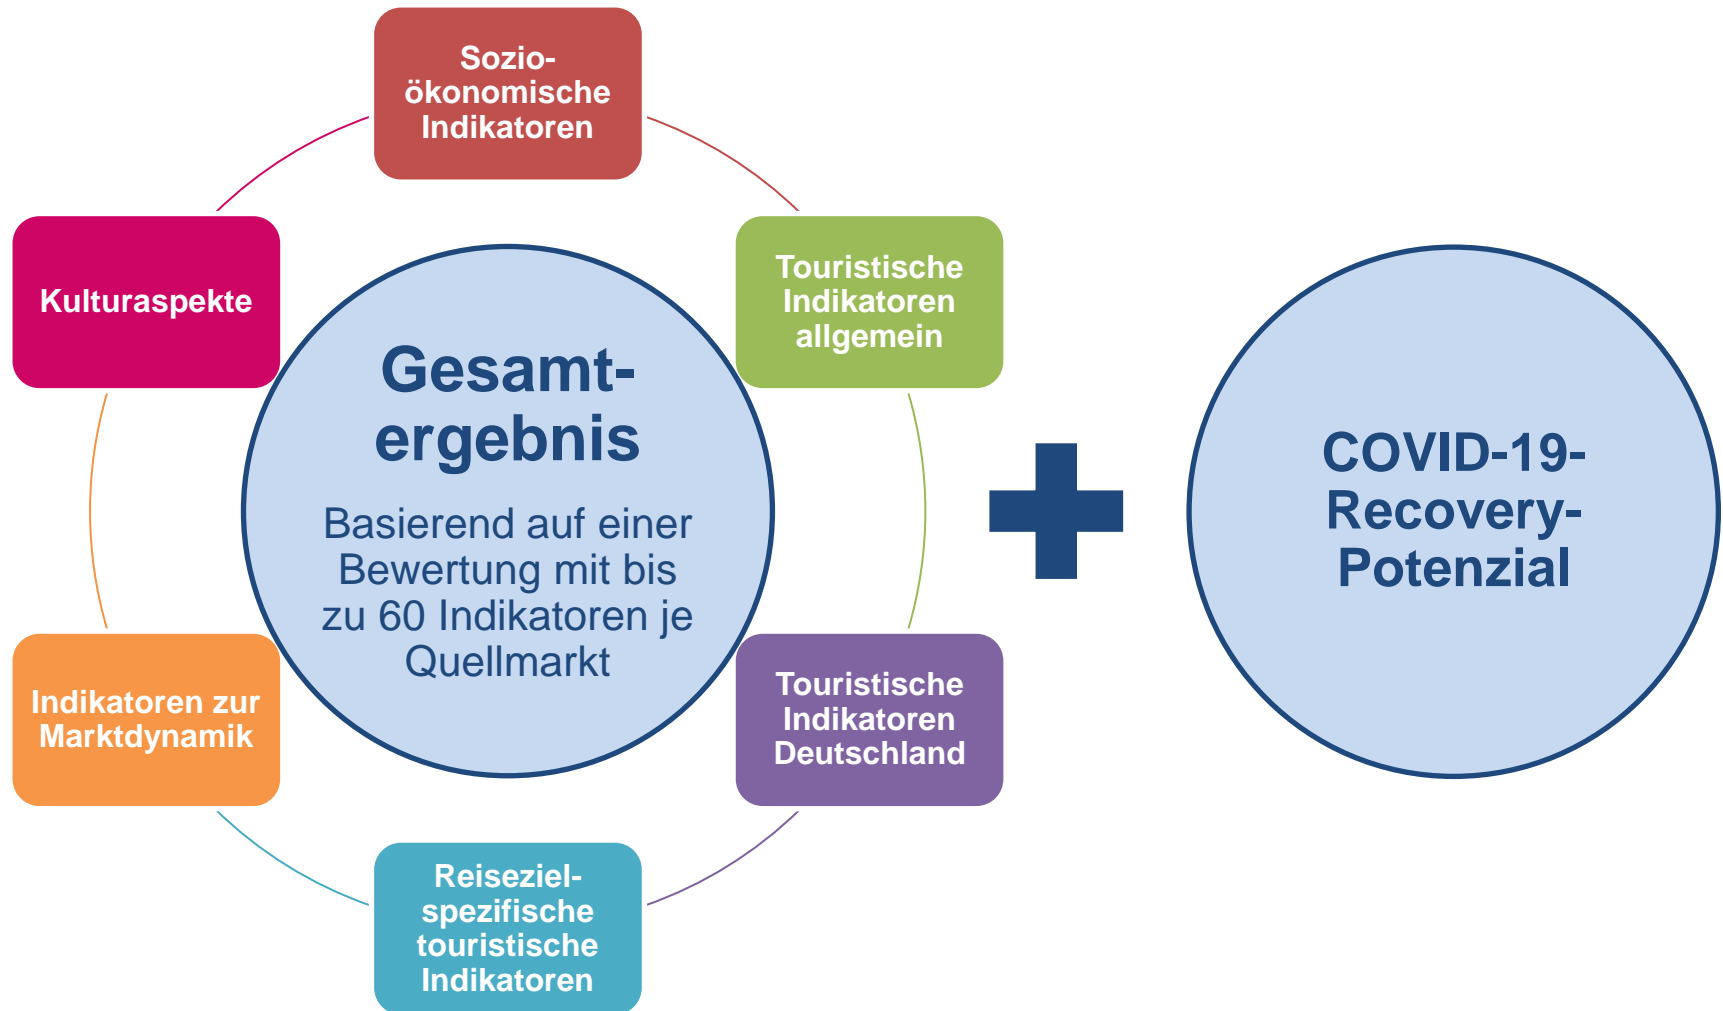 Sozio-
ökonomische
Indikatoren
Touristische
Indikatoren
allgemein
Touristische
Indikatoren
Deutschland
Reiseziel-
spezifische
touristische
Indikatoren
Indikatoren zur
Marktdynamik
Kulturaspekte
Gesamt-
ergebnis
Basierend auf einer
Bewertung mit bis
zu 60 Indikatoren je
Quellmarkt
COVID-19-
Recovery-
Potenzial